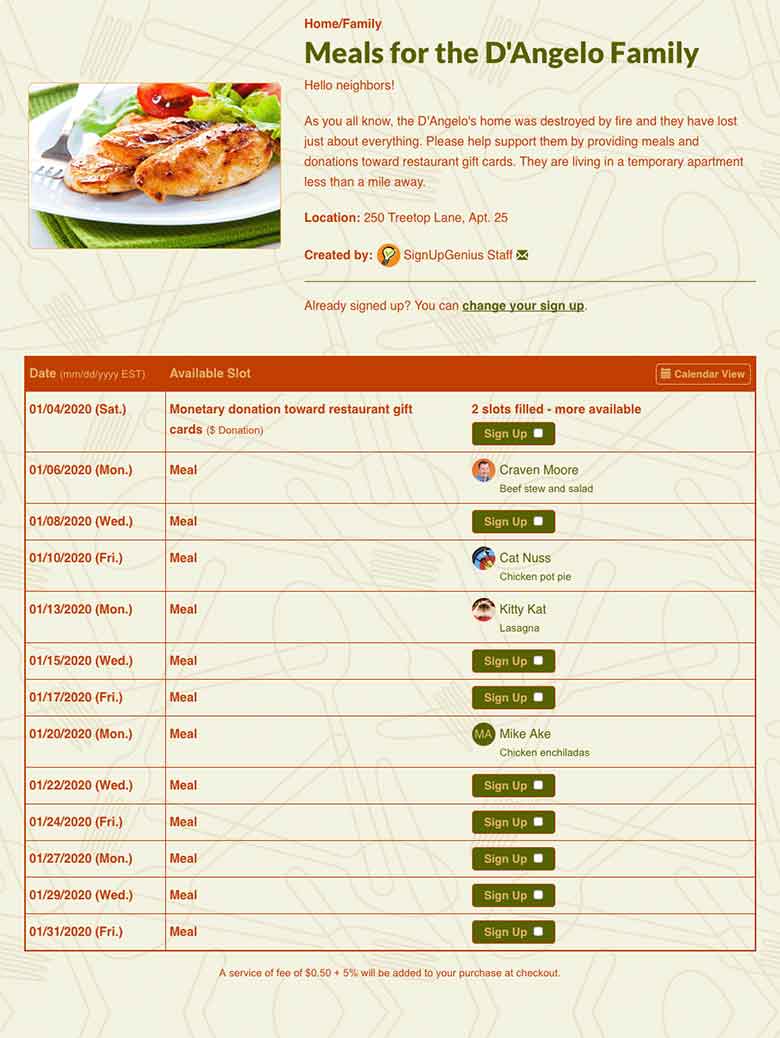 Home/Family
Meals for the D'Angelo Family
Hello neighbors!
As you all know, the D'Angelo's home was destroyed by fire and they have lost
just about everything. Please help support them by providing meals and
donations toward restaurant gift cards. They are living in a temporary apartment
less than a mile away.
Location: 250 Treetop Lane, Apt. 25
Created by: SignUpGenius Staff
Already signed up? You can change your sign up.
Date (mm/dd/yyyy EST) Available Slot Calendar View
01/04/2020 (Sat.) Monetary donation toward restaurant gift 2 slots filled - more available
cards ($ Donation) Sign Up
01/06/2020 (Mon.) Meal Craven Moore
Beef stew and salad
01/08/2020 (Wed.) Meal Sign Up
01/10/2020 (Fri.) Meal Cat Nuss
Chicken pot pie
01/13/2020 (Mon.) Meal Kitty Kat
Lasagna
01/15/2020 (Wed.) Meal Sign Up
01/17/2020 (Fri.) Meal Sign Up
01/20/2020 (Mon.) Meal MA Mike Ake
Chicken enchiladas
01/22/2020 (Wed.) Meal Sign Up
01/24/2020 (Fri.) Meal Sign Up
01/27/2020 (Mon.) Meal Sign Up
01/29/2020 (Wed.) Meal Sign Up
01/31/2020 (Fri.) Meal Sign Up
A service of fee of $0.50 + 5% will be added to your purchase at checkout.